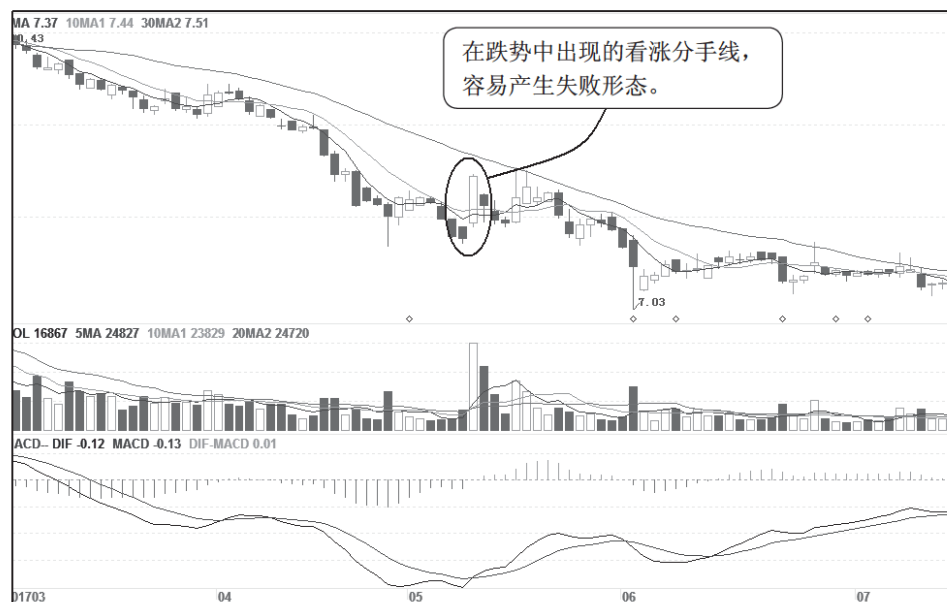 MA 7.37 10MA1 7.44 30MA2 7.51
0.43
在跌势中出现的看涨分手线，
容易产生失败形态。
7.03
OL 16867 5MA 24827 10MA1 23829 20MA2 24720
ACD-- DIF -0.12 MACD -0.13 DIF-MACD 0.01
01703 04 05 06 07